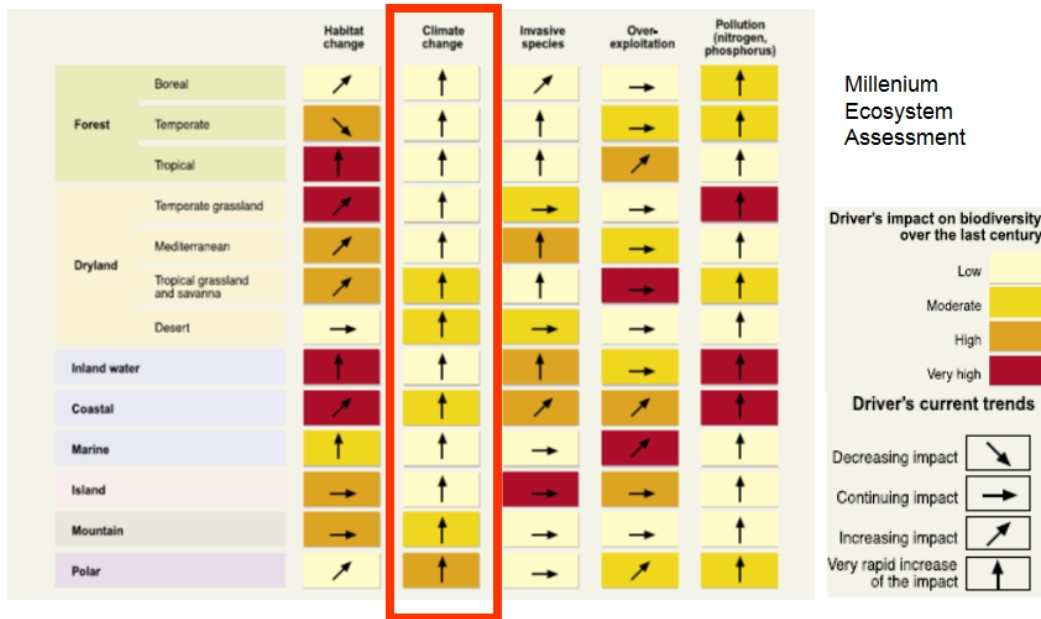 Habitat
change
Climate
change
Invasive
species
Over-
exploitation
Pollution
(nitrogen,
phosphorus)
Forest
Boreal
Temperate
Tropical
Dryland
Temperate grassland
Mediterranean
Tropical grassland
and savanna
Desert
Inland water
Coastal
Marine
Island
Mountain
Polar
Millenium
Ecosystem
Assessment
Driver's impact on biodiversity
over the last century
Low
Moderate
High
Very high
Driver's current trends
Decreasing impact
Continuing impact
Increasing impact
Very rapid increase
of the impact